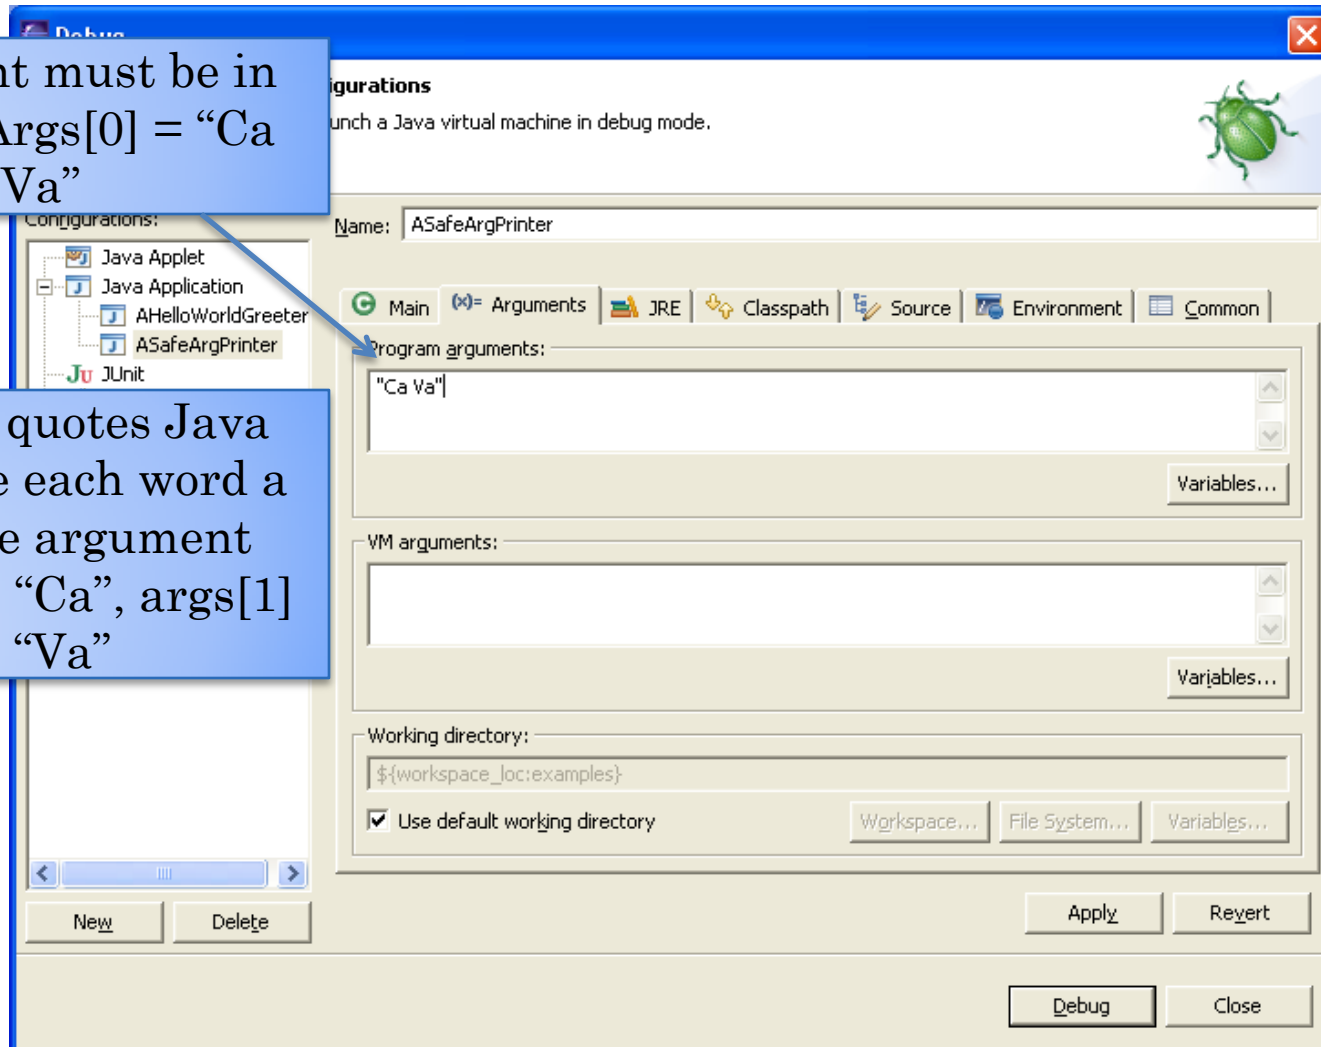 Debug
nt must be in
Args[0] = “Ca
Va”
igurations
unch a Java virtual machine in debug mode.
Configurations:
Name: ASafeArgPrinter
Java Applet
Java Application
AHelloWorldGreeter
ASafeArgPrinter
JU JUnit
Main (x)= Arguments JRE Classpath Source Environment Common
Program arguments:
"Ca Va"
Variables...
quotes Java
e each word a
e argument
“Ca”, args[1]
“Va”
VM arguments:
Variables...
Working directory:
${workspace_loc:examples}
Use default working directory
Workspace... File System... Variables...
New Delete
Apply Revert
Debug Close